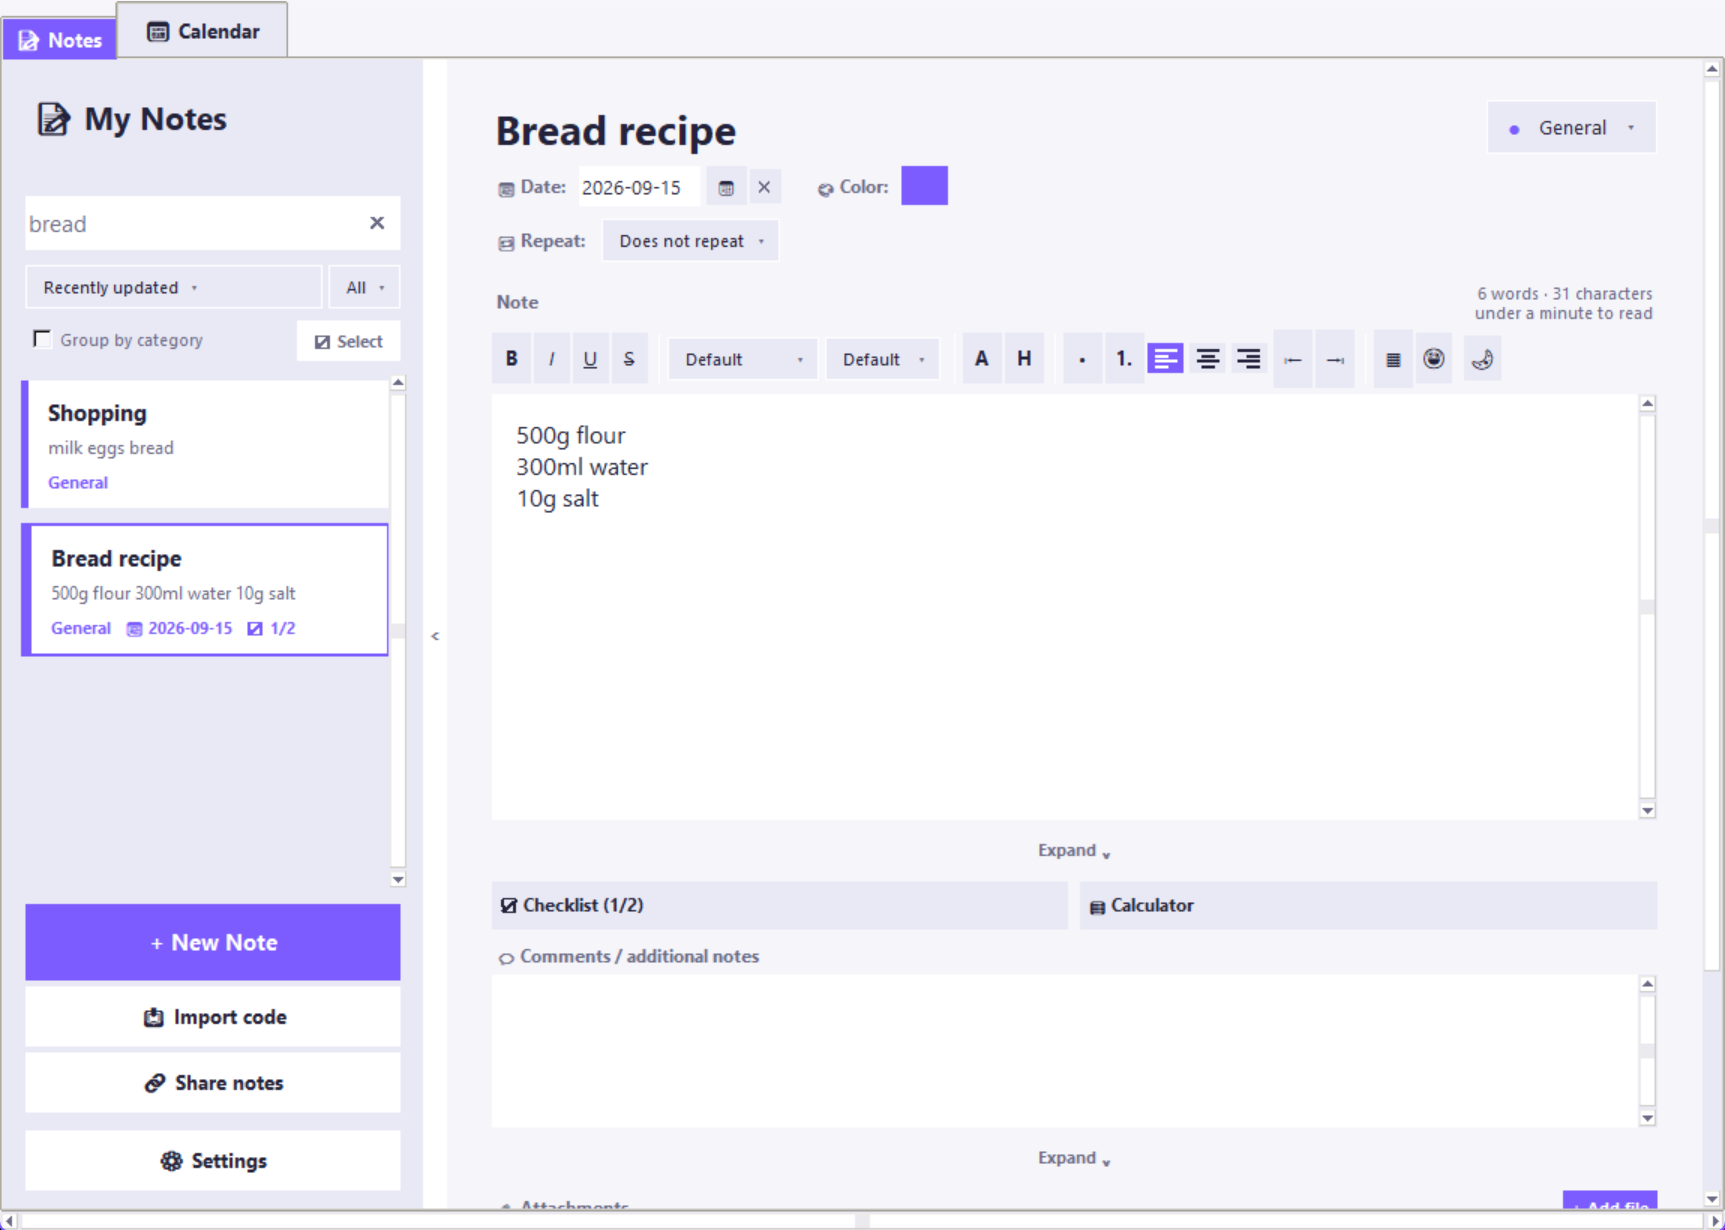 Notes
Calendar
My Notes
bread
Recently updated
All
Group by category
Select
Shopping
milk eggs bread
General
Bread recipe
500g flour 300ml water 10g salt
General 2026-09-15 1/2
+ New Note
Import code
Share notes
Settings
<
Bread recipe
General
Date: 2026-09-15
Color:
Repeat: Does not repeat
Note
6 words · 31 characters
under a minute to read
B I U S Default Default A H • 1.
500g flour
300ml water
10g salt
Expand
Checklist (1/2)
Calculator
Comments / additional notes
Expand
Attachments
+ Add file